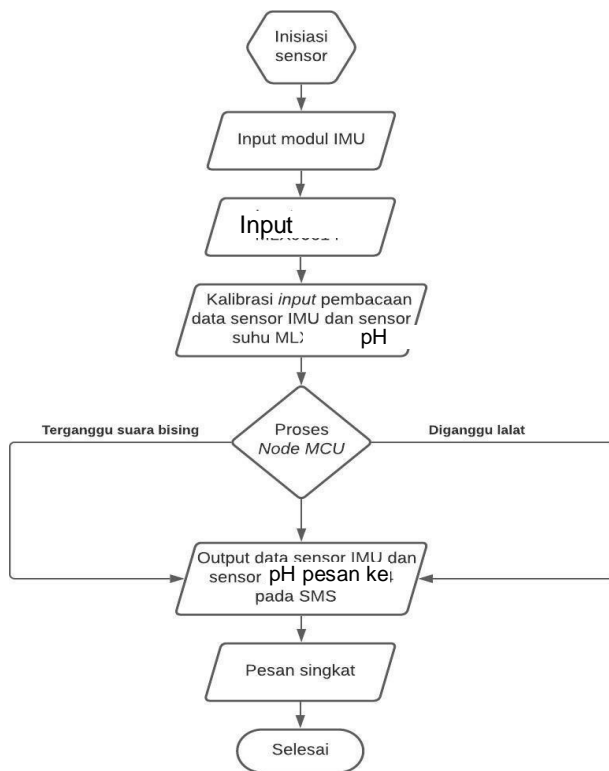 Inisiasi
sensor
Input modul IMU
Input
Kalibrasi input pembacaan
data sensor IMU dan sensor
suhu pH
Terganggu suara bising
Proses
Node MCU
Diganggu lalat
Output data sensor IMU dan
sensor pH pesan ke
pada SMS
Pesan singkat
Selesai